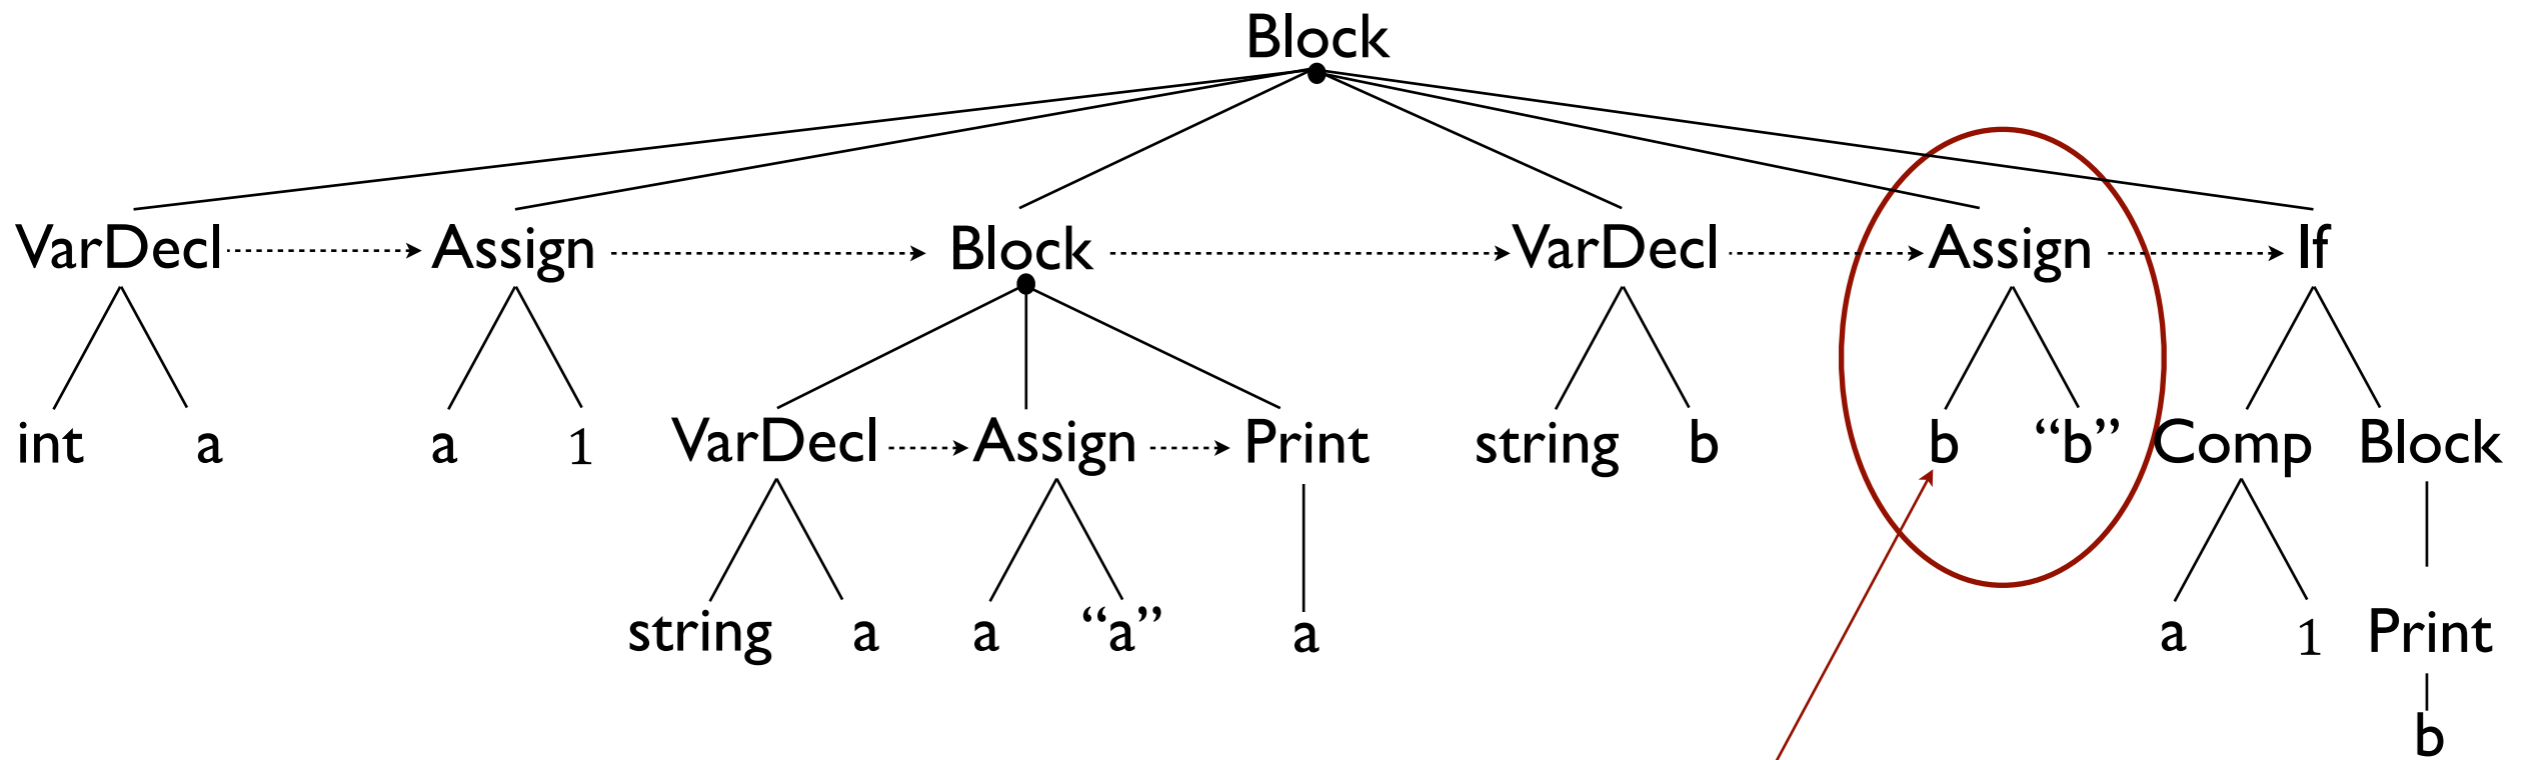 Block
VarDecl Assign Block VarDecl Assign If
int a a 1 VarDecl Assign Print string b b “b” Comp Block
string a a “a” a a 1 Print
b